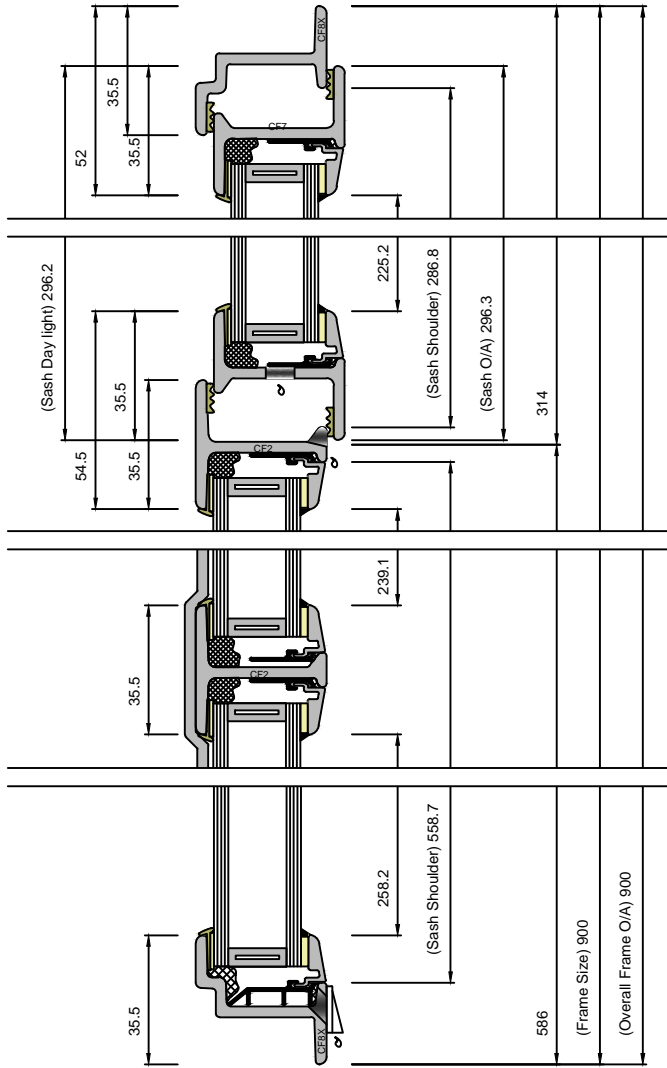 CF8X
35.5
52
35.5
CF7
(Sash Day light) 296.2
225.2
(Sash Shoulder) 286.8
(Sash O/A) 296.3
314
54.5
35.5
35.5
CF2
239.1
35.5
CF2
258.2
(Sash Shoulder) 558.7
586
(Frame Size) 900
(Overall Frame O/A) 900
35.5
CF8X